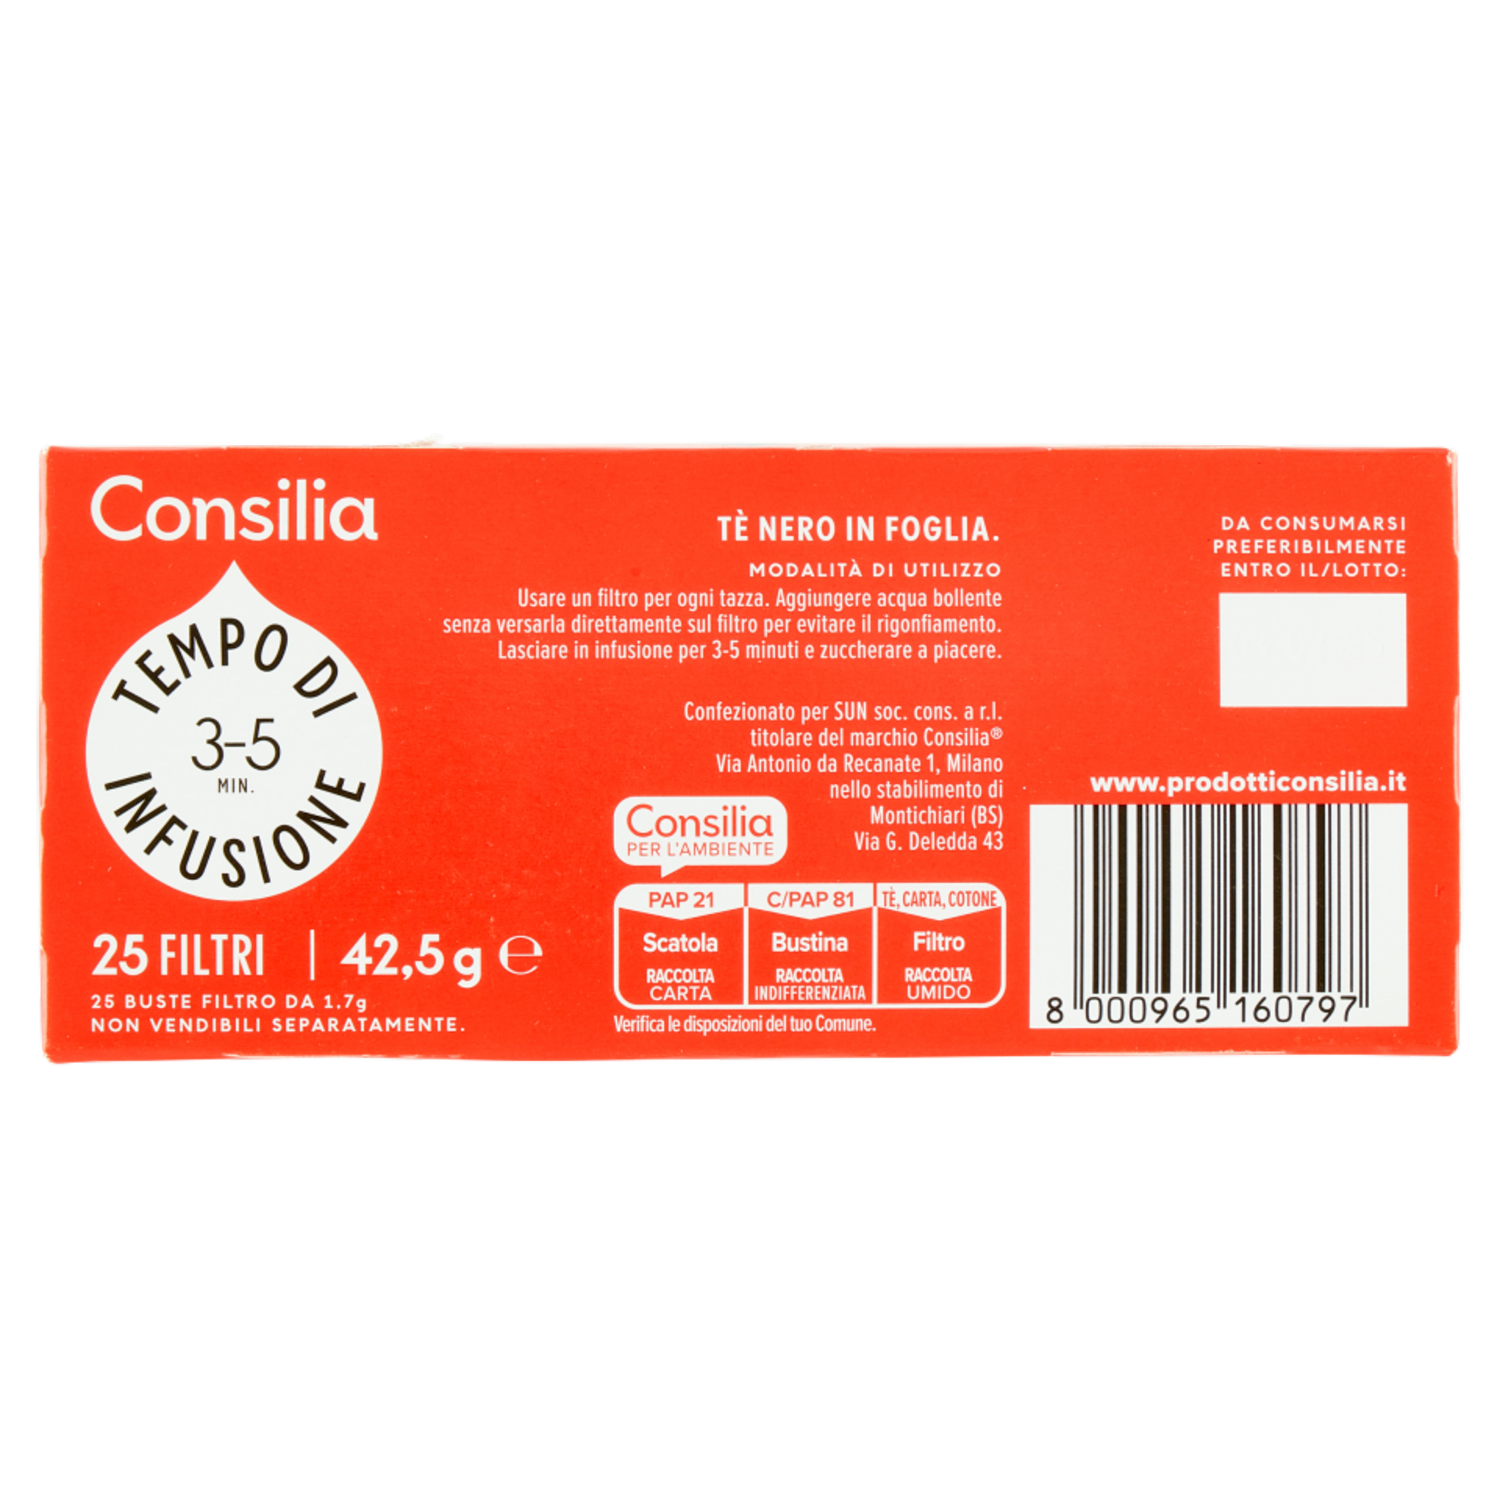 Consilia
TEMPO DI
3-5
MIN.
INFUSIONE
25 FILTRI | 42,5 g ℮
25 BUSTE FILTRO DA 1.7g
NON VENDIBILI SEPARATAMENTE.
TÈ NERO IN FOGLIA.
MODALITÀ DI UTILIZZO
Usare un filtro per ogni tazza. Aggiungere acqua bollente
senza versarla direttamente sul filtro per evitare il rigonfiamento.
Lasciare in infusione per 3-5 minuti e zuccherare a piacere.
Confezionato per SUN soc. cons. a r.l.
titolare del marchio Consilia®
Via Antonio da Recanate 1, Milano
nello stabilimento di
Montichiari (BS)
Via G. Deledda 43
Consilia
PER L'AMBIENTE
PAP 21
Scatola
RACCOLTA
CARTA
C/PAP 81
Bustina
RACCOLTA
INDIFFERENZIATA
TÈ, CARTA, COTONE
Filtro
RACCOLTA
UMIDO
Verifica le disposizioni del tuo Comune.
DA CONSUMARSI
PREFERIBILMENTE
ENTRO IL/LOTTO:
www.prodotticonsilia.it
8 000965 160797